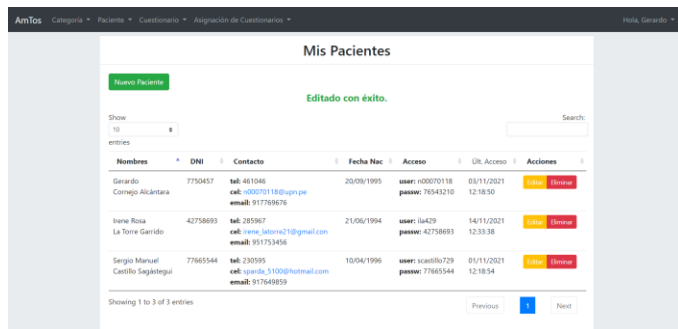 AmTos Categoría Paciente Cuestionario Asignación de Cuestionarios Hola, Gerardo
Mis Pacientes
Nuevo Paciente
Editado con éxito.
Show
10
entries
Search:
Nombres DNI Contacto Fecha Nac Acceso Últ. Acceso Acciones
Gerardo 7750457 tel: 461046 20/09/1995 user: n00070118 03/11/2021 Editar Eliminar
Cornejo Alcántara cel: n00070118@upn.pe passw: 76543210 12:18:50
email: 917769676
Irene Rosa 42758693 tel: 285967 21/06/1994 user: ila429 14/11/2021 Editar Eliminar
La Torre Garrido cel: irene_latorre21@gmail.con passw: 42758693 12:33:38
email: 951753456
Sergio Manuel 77665544 tel: 230595 10/04/1996 user: scastillo729 01/11/2021 Editar Eliminar
Castillo Sagástegui cel: sparda_5100@hotmail.com passw: 77665544 12:18:54
email: 917649859
Showing 1 to 3 of 3 entries
Previous 1 Next